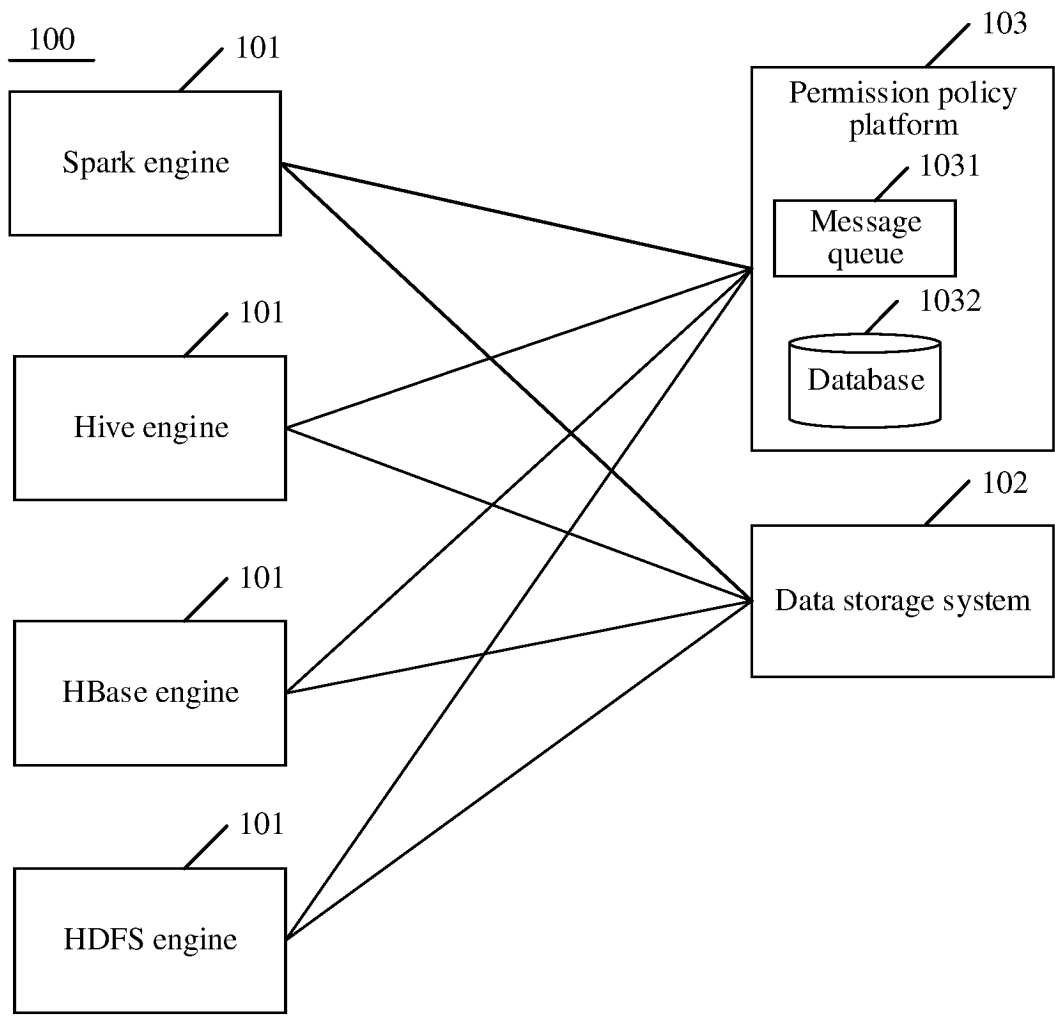 100
101
Spark engine
101
Hive engine
101
HBase engine
101
HDFS engine
103
Permission policy
platform
1031
Message
queue
1032
Database
102
Data storage system